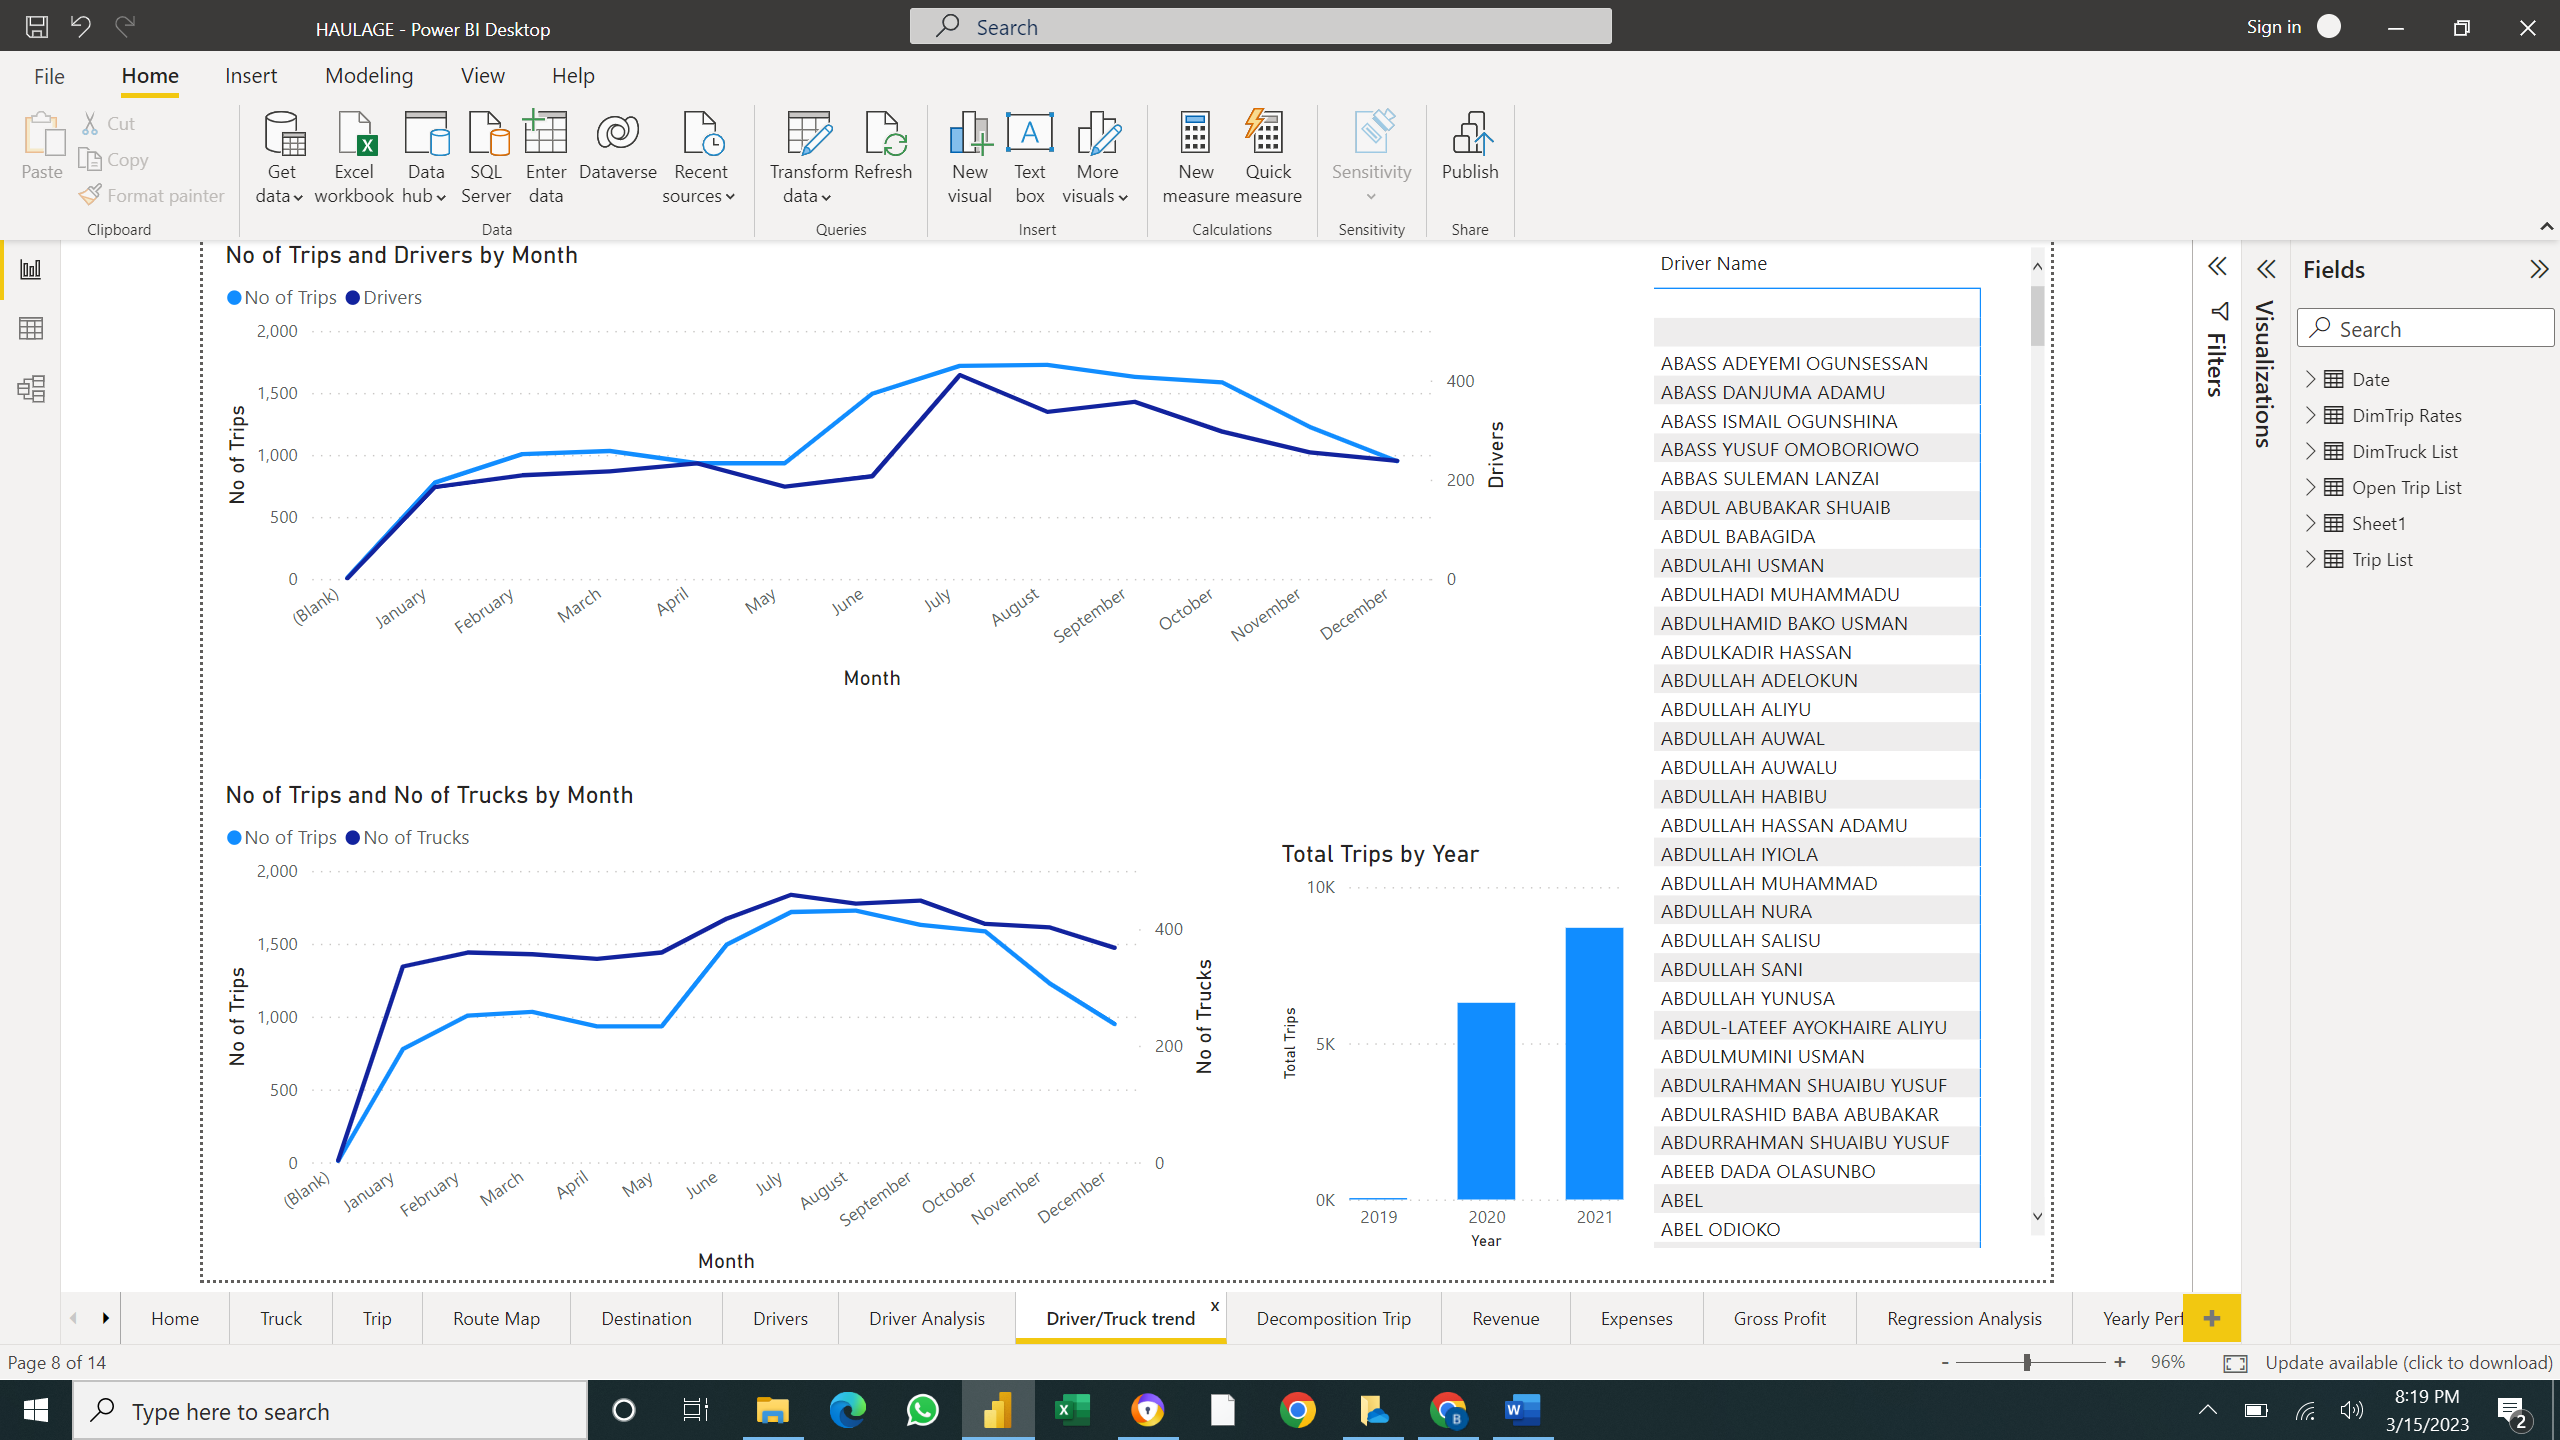 HAULAGE - Power BI Desktop
Search
Sign in
File
Home
Insert
Modeling
View
Help
Paste
Cut
Copy
Format painter
Clipboard
Get data
Excel workbook
Data hub
SQL Server
Enter data
Dataverse
Recent sources
Data
Transform data
Refresh
Queries
New visual
Text box
More visuals
Insert
New measure
Quick measure
Calculations
Sensitivity
Sensitivity
Publish
Share
No of Trips and Drivers by Month
No of Trips Drivers
2,000
1,500
1,000
500
0
No of Trips
400
200
0
Drivers
(Blank)
January
February
March
April
May
June
July
August
September
October
November
December
Month
No of Trips and No of Trucks by Month
No of Trips No of Trucks
2,000
1,500
1,000
500
0
No of Trips
400
200
0
No of Trucks
(Blank)
January
February
March
April
May
June
July
August
September
October
November
December
Month
Total Trips by Year
10K
5K
0K
Total Trips
2019
2020
2021
Year
Driver Name
ABASS ADEYEMI OGUNSESSAN
ABASS DANJUMA ADAMU
ABASS ISMAIL OGUNSHINA
ABASS YUSUF OMOBORIOWO
ABBAS SULEMAN LANZAI
ABDUL ABUBAKAR SHUAIB
ABDUL BABAGIDA
ABDULAHI USMAN
ABDULHADI MUHAMMADU
ABDULHAMID BAKO USMAN
ABDULKADIR HASSAN
ABDULLAH ADELOKUN
ABDULLAH ALIYU
ABDULLAH AUWAL
ABDULLAH AUWALU
ABDULLAH HABIBU
ABDULLAH HASSAN ADAMU
ABDULLAH IYIOLA
ABDULLAH MUHAMMAD
ABDULLAH NURA
ABDULLAH SALISU
ABDULLAH SANI
ABDULLAH YUNUSA
ABDUL-LATEEF AYOKHAIRE ALIYU
ABDULMUMINI USMAN
ABDULRAHMAN SHUAIBU YUSUF
ABDULRASHID BABA ABUBAKAR
ABDURRAHMAN SHUAIBU YUSUF
ABEEB DADA OLASUNBO
ABEL
ABEL ODIOKO
Filters
Visualizations
Fields
Search
Date
DimTrip Rates
DimTruck List
Open Trip List
Sheet1
Trip List
Home
Truck
Trip
Route Map
Destination
Drivers
Driver Analysis
Driver/Truck trend
x
Decomposition Trip
Revenue
Expenses
Gross Profit
Regression Analysis
Yearly Perf
+
Page 8 of 14
- + 96%
Update available (click to download)
Type here to search
8:19 PM
3/15/2023
2